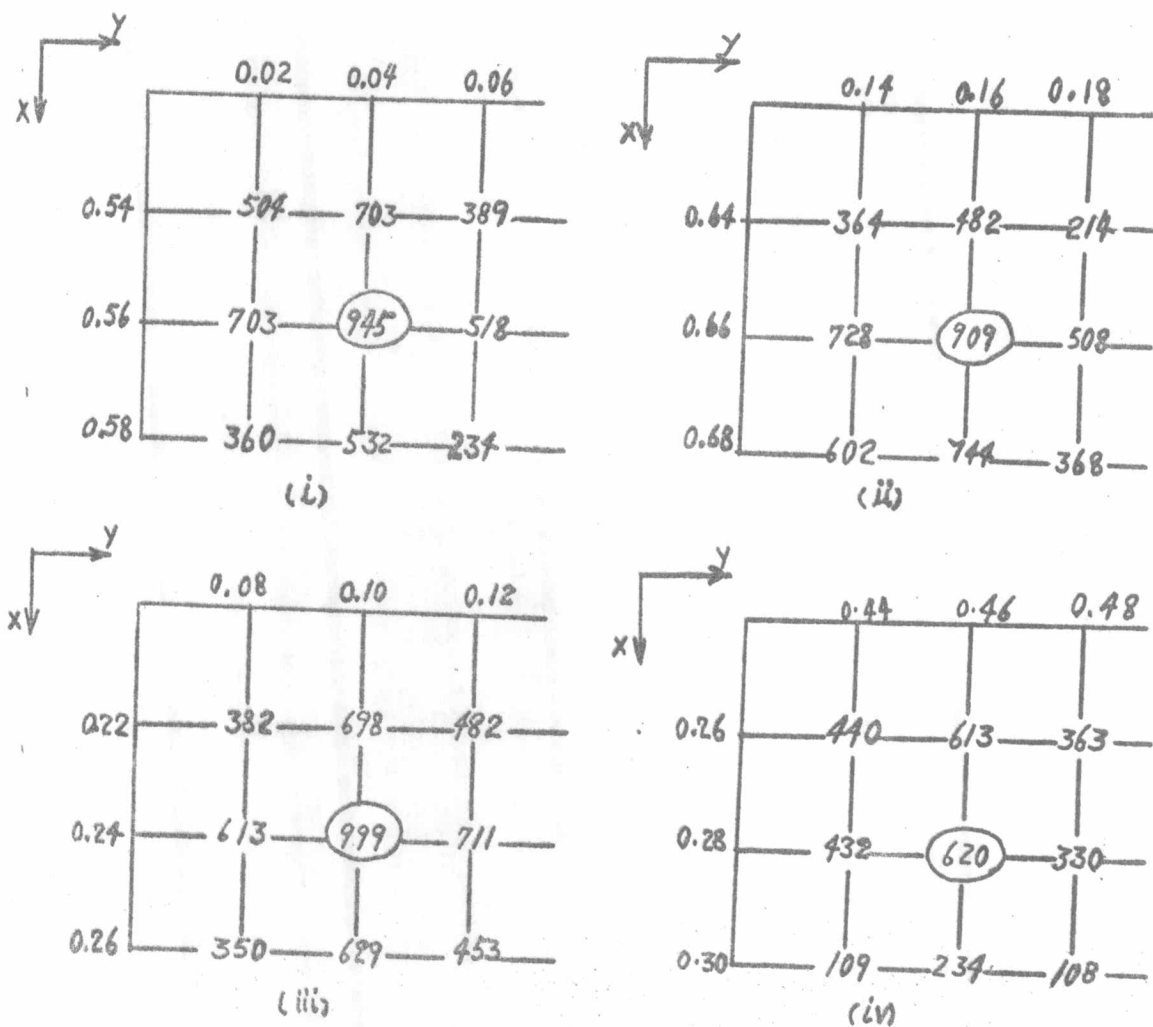 Y
X
0.02 0.04 0.06
0.54 504 703 389
0.56 703 945 518
0.58 360 532 234
(i)
Y
X
0.14 0.16 0.18
0.64 364 482 214
0.66 728 909 508
0.68 602 744 368
(ii)
Y
X
0.08 0.10 0.12
0.22 382 698 482
0.24 613 999 711
0.26 350 629 453
(iii)
Y
X
0.44 0.46 0.48
0.26 440 613 363
0.28 432 620 330
0.30 109 234 108
(iv)